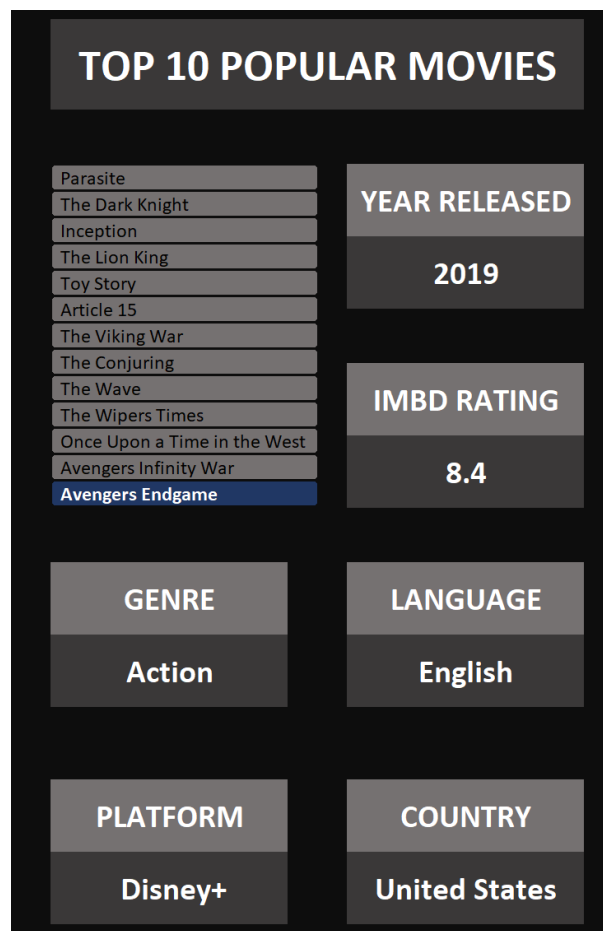 TOP 10 POPULAR MOVIES
Parasite
The Dark Knight
Inception
The Lion King
Toy Story
Article 15
The Viking War
The Conjuring
The Wave
The Wipers Times
Once Upon a Time in the West
Avengers Infinity War
Avengers Endgame
YEAR RELEASED
2019
IMBD RATING
8.4
GENRE
Action
LANGUAGE
English
PLATFORM
Disney+
COUNTRY
United States